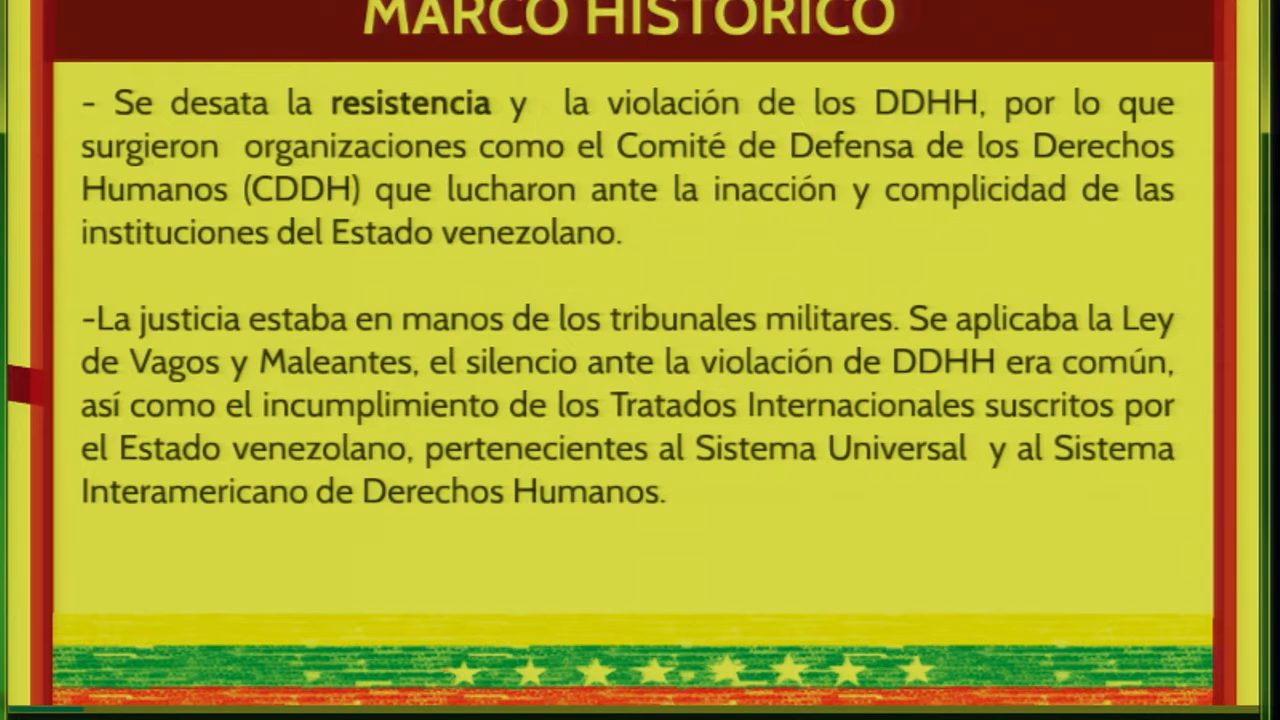 MARCO HISTÓRICO
- Se desata la resistencia y la violación de los DDHH, por lo que
surgieron organizaciones como el Comité de Defensa de los Derechos
Humanos (CDDH) que lucharon ante la inacción y complicidad de las
instituciones del Estado venezolano.
-La justicia estaba en manos de los tribunales militares. Se aplicaba la Ley
de Vagos y Maleantes, el silencio ante la violación de DDHH era común,
así como el incumplimiento de los Tratados Internacionales suscritos por
el Estado venezolano, pertenecientes al Sistema Universal y al Sistema
Interamericano de Derechos Humanos.